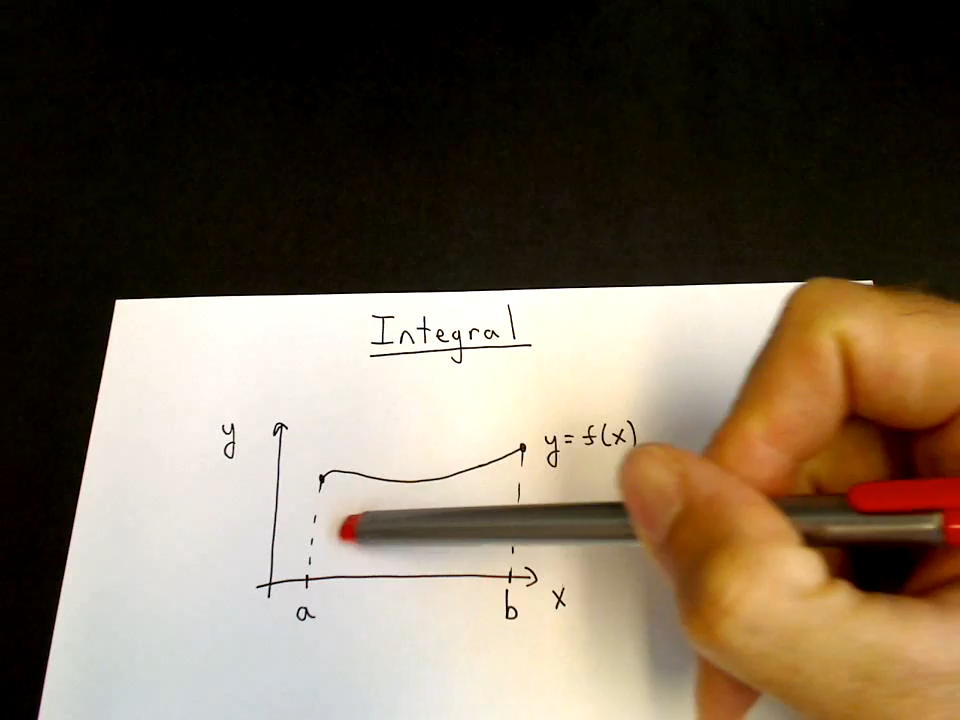 Integral
y
y = f(x)
a
b
x